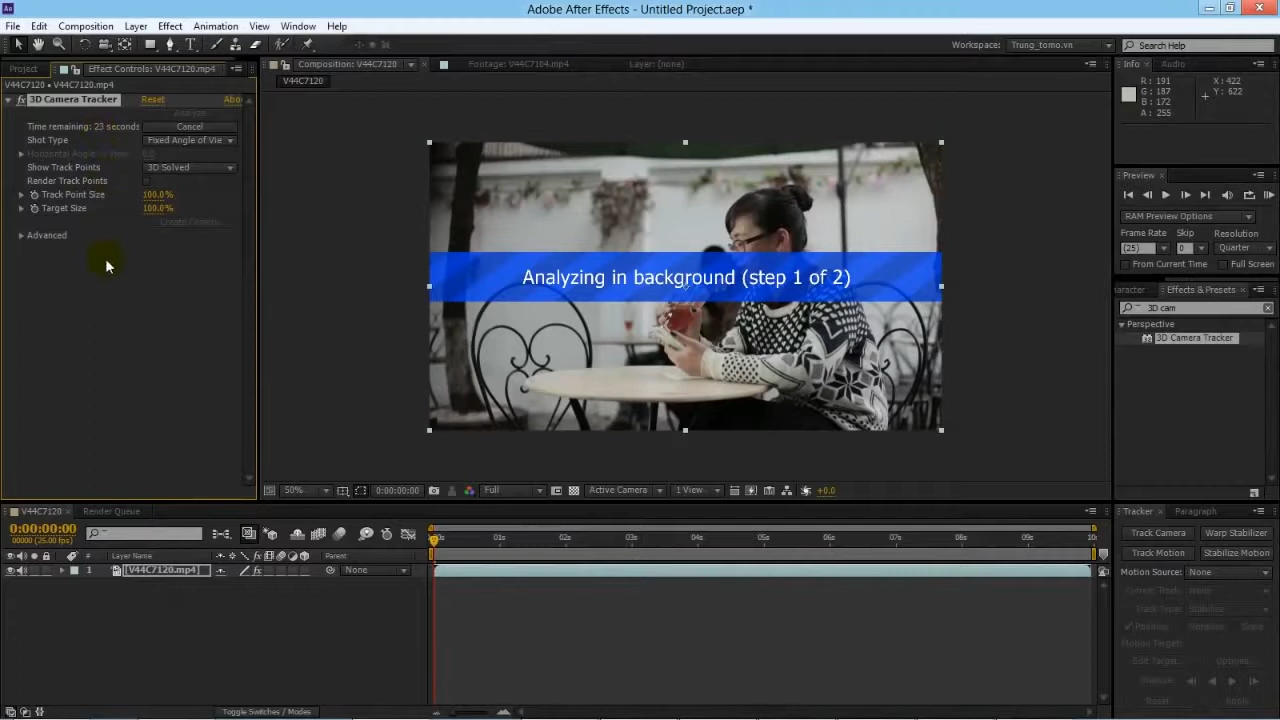 Adobe After Effects - Untitled Project.aep *
File Edit Composition Layer Effect Animation View Window Help
Workspace: Trung_tomo.vn Search Help
Project Effect Controls: V44C7120.mp4 Composition: V44C7120 Footage: V44C7104.mp4 Layer: (none) Info Audio
V44C7120 • V44C7120.mp4 V44C7120
R : 191 X : 422
G : 187 Y : 622
B : 172
A : 255
fx 3D Camera Tracker Reset Abou
Analyze
Time remaining: 23 seconds Cancel
Shot Type Fixed Angle of Vie
Horizontal Angle of View 0.0
Show Track Points 3D Solved
Render Track Points
Track Point Size 100.0%
Target Size 100.0%
Create Camera
Advanced
Analyzing in background (step 1 of 2)
Preview
RAM Preview Options
Frame Rate Skip Resolution
(25) 0 Quarter
From Current Time Full Screen
aracter Effects & Presets
3D cam
Perspective
3D Camera Tracker
50% 0:00:00:00 Full Active Camera 1 View +0.0
V44C7120 Render Queue
0:00:00:00
00000 (25.00 fps)
00s 01s 02s 03s 04s 05s 06s 07s 08s 09s 10s
# Layer Name Parent
1 [V44C7120.mp4] None
Toggle Switches / Modes
Tracker Paragraph
Track Camera Warp Stabilizer
Track Motion Stabilize Motion
Motion Source: None
Current Track: None
Track Type: Stabilize
Position Rotation Scale
Motion Target:
Edit Target... Options...
Analyze:
Reset Apply